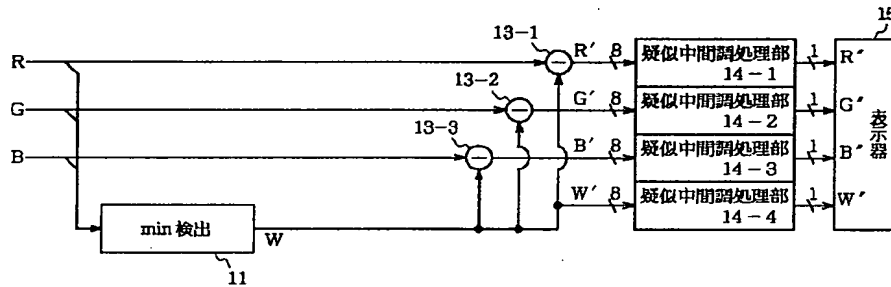 R
G
B
min 検出
11
W
13-1
13-2
13-3
R′
8
G′
8
B′
8
W′
8
疑似中間調処理部
14-1
疑似中間調処理部
14-2
疑似中間調処理部
14-3
疑似中間調処理部
14-4
1
1
1
1
15
R″
G″
B″
W″
表示器